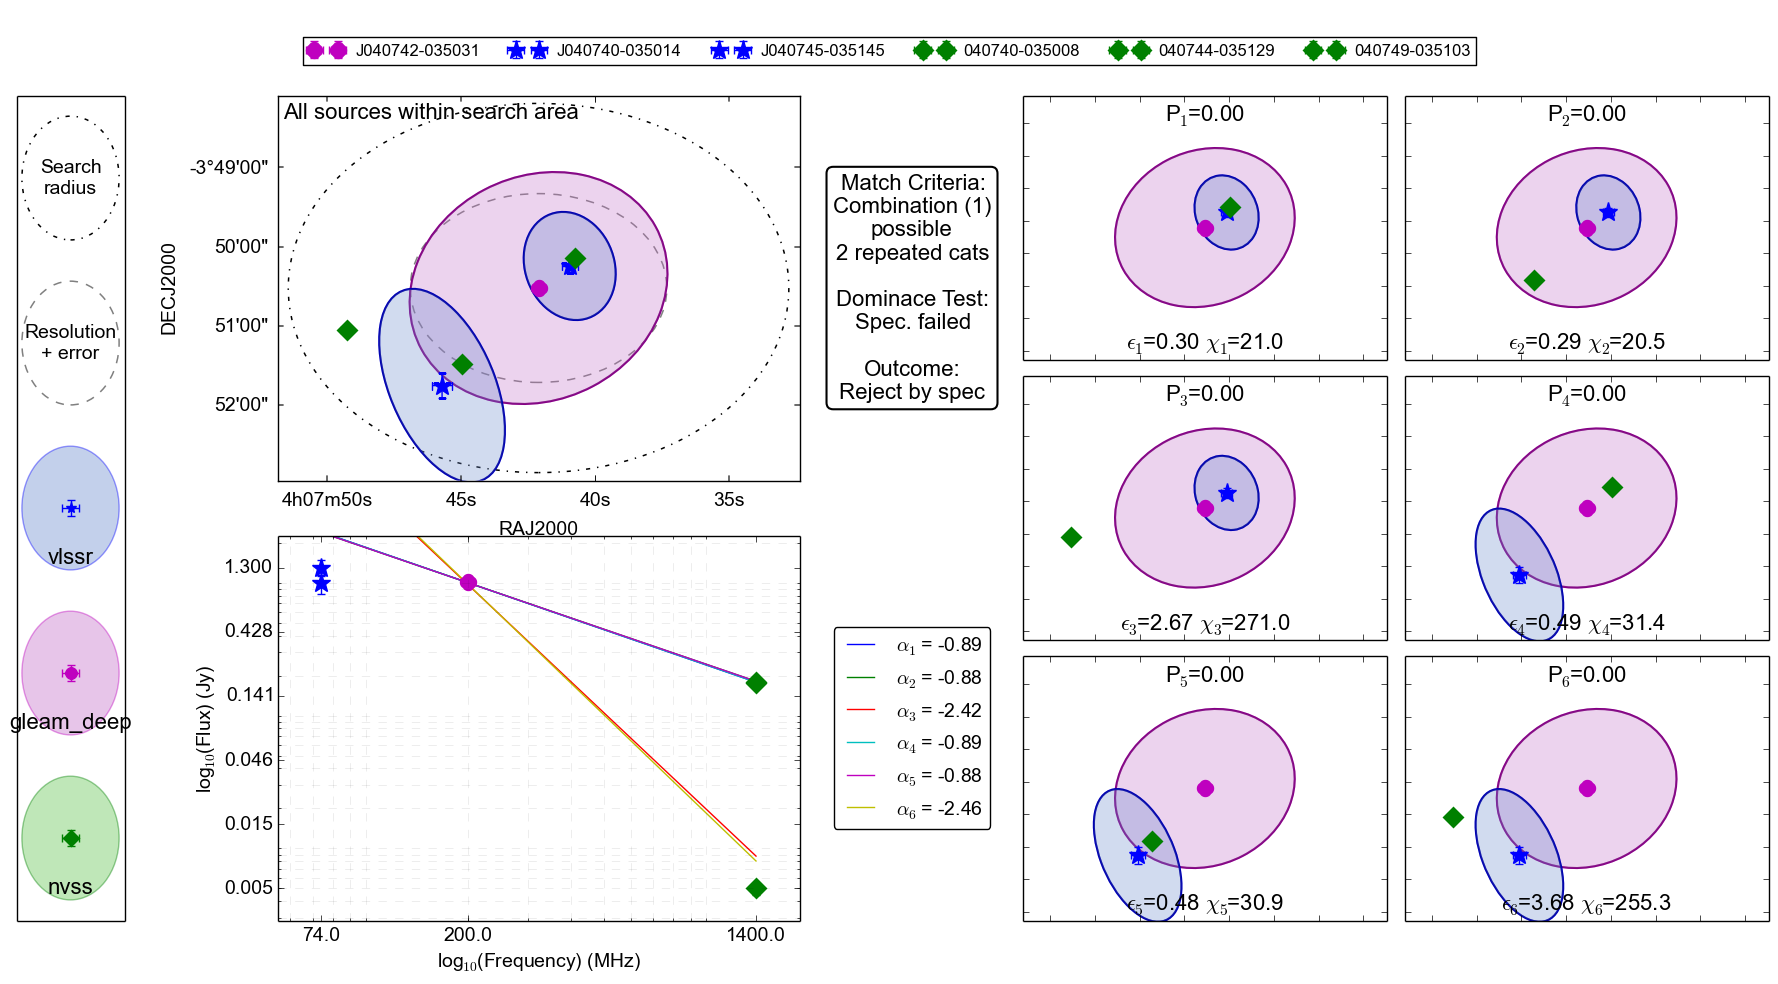 J040742-035031 J040740-035014 J040745-035145 040740-035008 040744-035129 040749-035103
Search
radius
Resolution
+ error
vlssr
gleam_deep
nvss
All sources within search area
DECJ2000
-3°49'00"
50'00"
51'00"
52'00"
4h07m50s 45s 40s 35s
RAJ2000
log₁₀(Flux) (Jy)
1.300
0.428
0.141
0.046
0.015
0.005
74.0 200.0 1400.0
log₁₀(Frequency) (MHz)
Match Criteria:
Combination (1)
possible
2 repeated cats
Dominace Test:
Spec. failed
Outcome:
Reject by spec
α₁ = -0.89
α₂ = -0.88
α₃ = -2.42
α₄ = -0.89
α₅ = -0.88
α₆ = -2.46
P₁=0.00
ϵ₁=0.30 χ₁=21.0
P₂=0.00
ϵ₂=0.29 χ₂=20.5
P₃=0.00
ϵ₃=2.67 χ₃=271.0
P₄=0.00
ϵ₄=0.49 χ₄=31.4
P₅=0.00
ϵ₅=0.48 χ₅=30.9
P₆=0.00
ϵ₆=3.68 χ₆=255.3